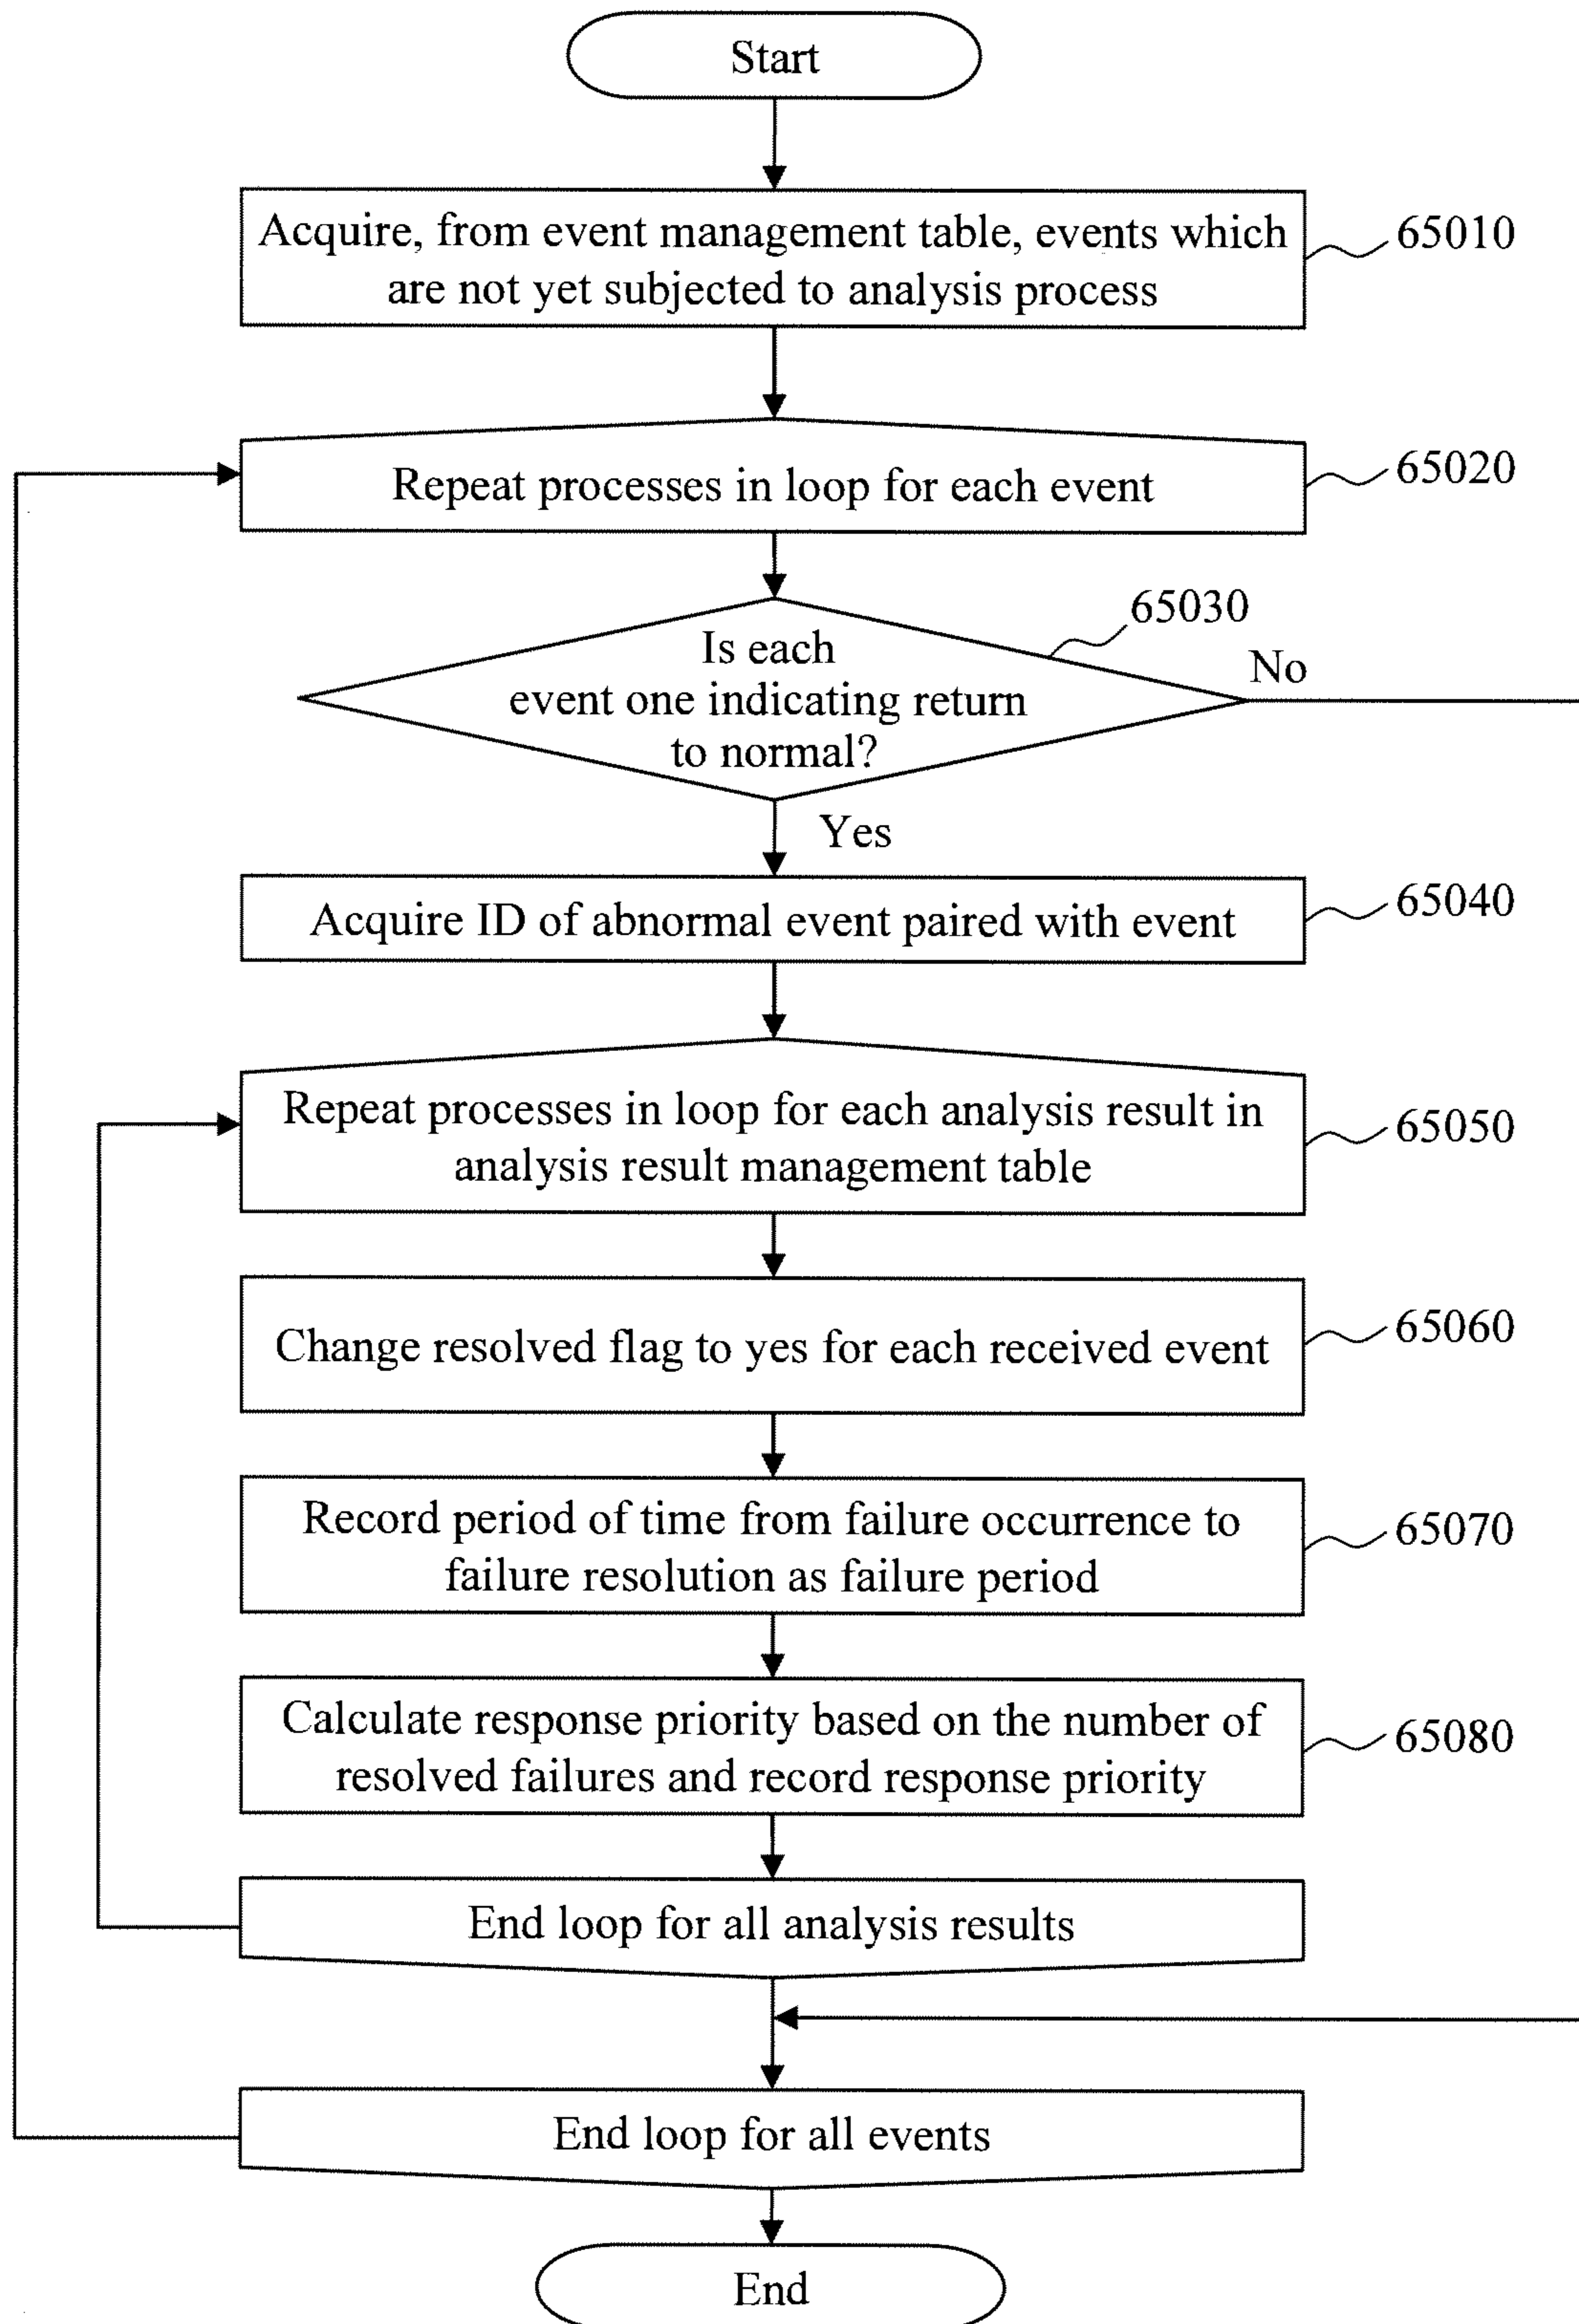 Start
Acquire, from event management table, events which
are not yet subjected to analysis process
65010
Repeat processes in loop for each event
65020
65030
Is each
event one indicating return
to normal?
No
Yes
Acquire ID of abnormal event paired with event
65040
Repeat processes in loop for each analysis result in
analysis result management table
65050
Change resolved flag to yes for each received event
65060
Record period of time from failure occurrence to
failure resolution as failure period
65070
Calculate response priority based on the number of
resolved failures and record response priority
65080
End loop for all analysis results
End loop for all events
End